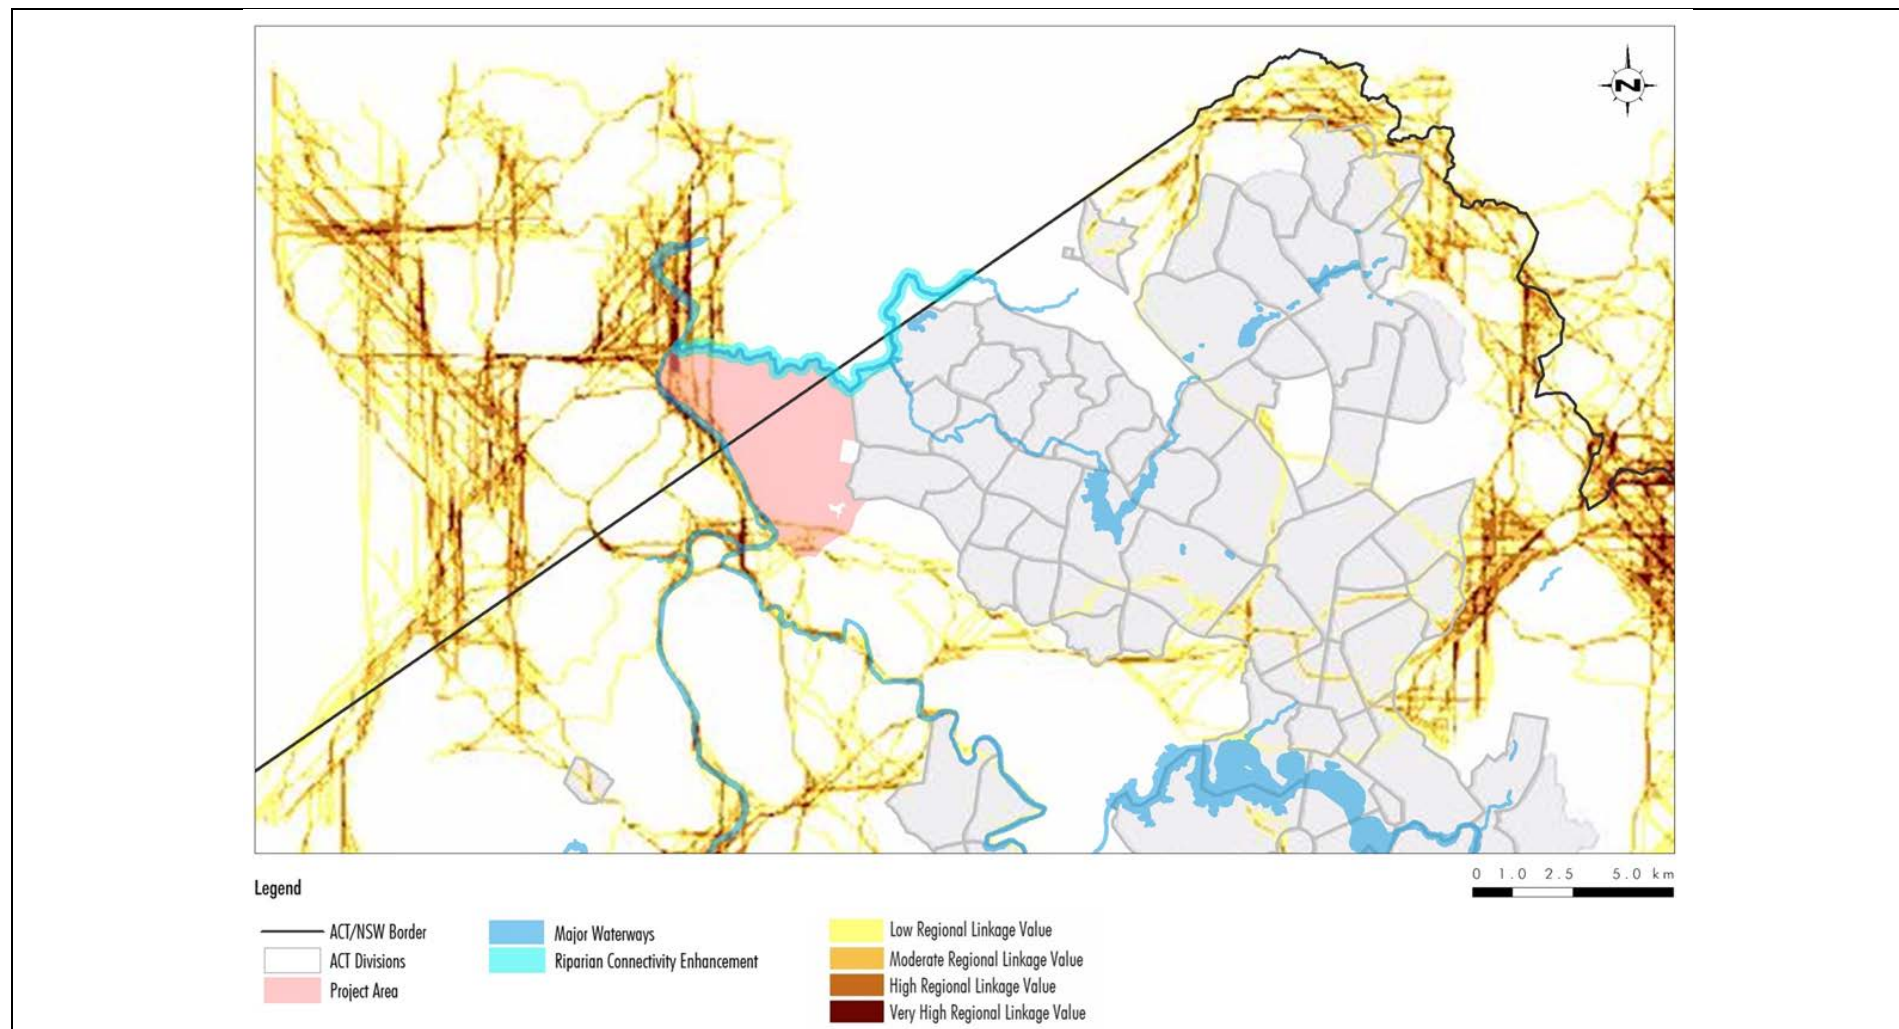 N
0 1.0 2.5 5.0 km
Legend
ACT/NSW Border
ACT Divisions
Project Area
Major Waterways
Riparian Connectivity Enhancement
Low Regional Linkage Value
Moderate Regional Linkage Value
High Regional Linkage Value
Very High Regional Linkage Value